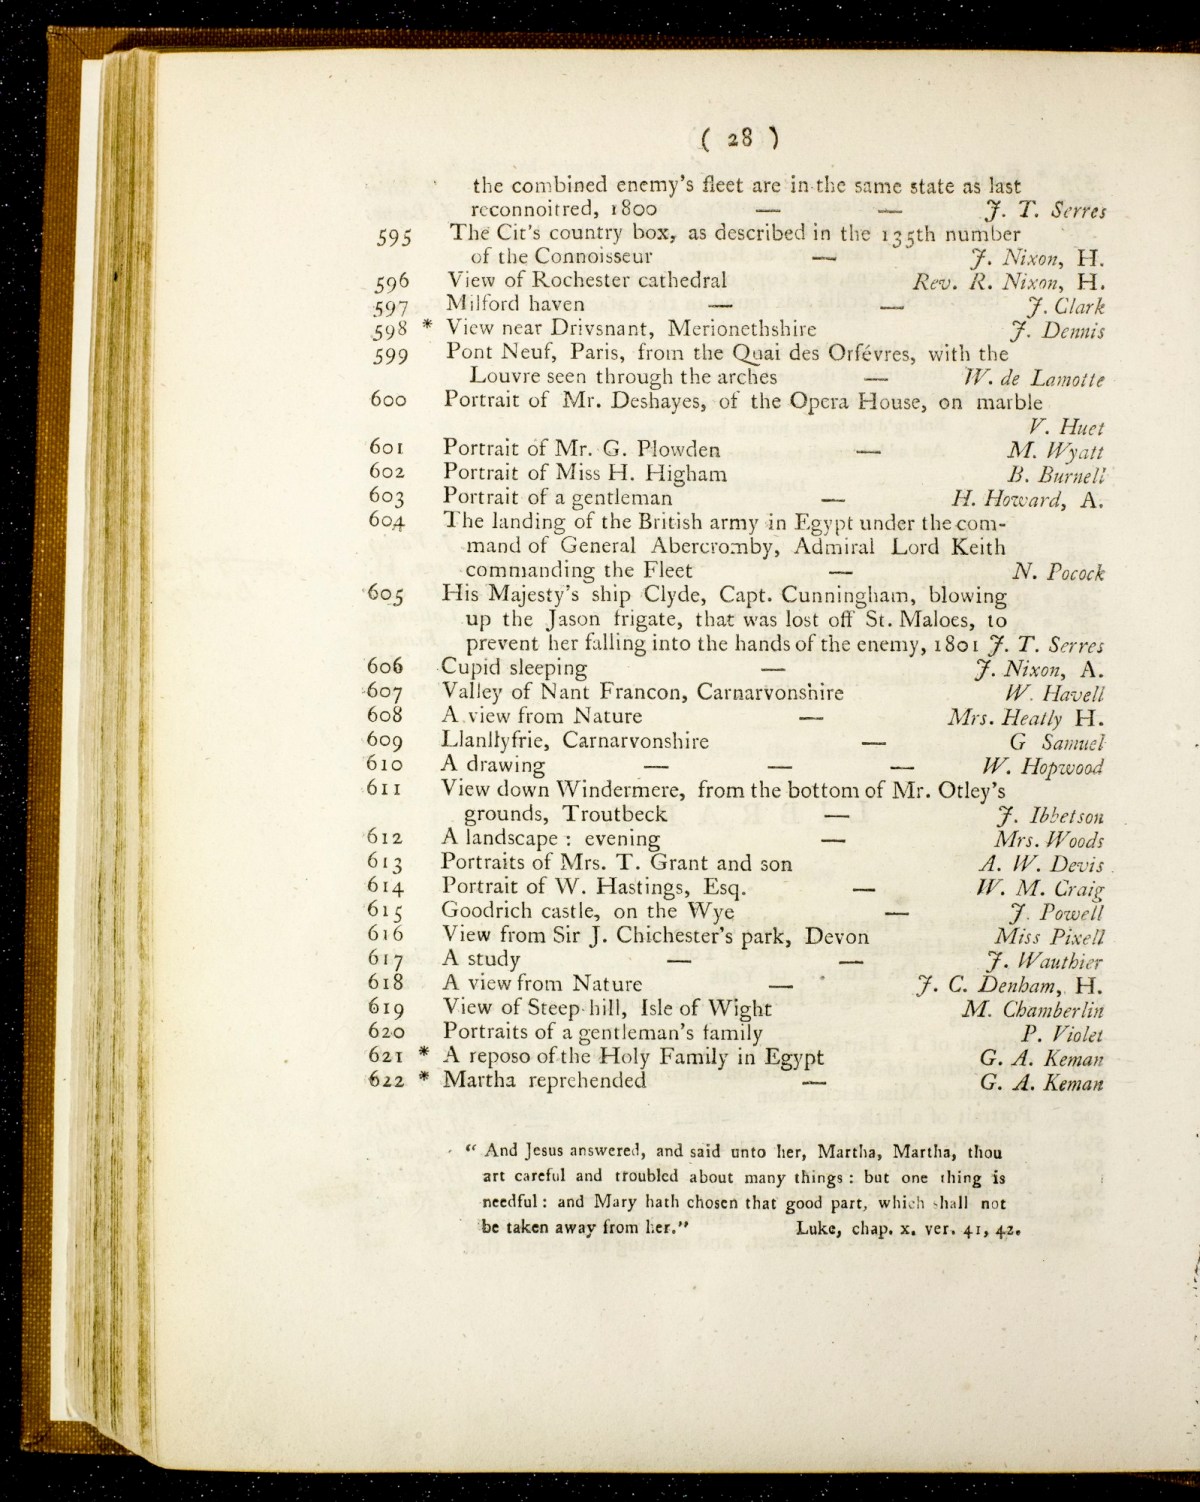 ( 28 )
the combined enemy's fleet are in the same state as last
reconnoitred, 1800 — — J. T. Serres
595 The Cit's country box, as described in the 135th number
of the Connoisseur — J. Nixon, H.
596 View of Rochester cathedral Rev. R. Nixon, H.
597 Milford haven — — J. Clark
598 * View near Drivsnant, Merionethshire J. Dennis
599 Pont Neuf, Paris, from the Quai des Orfévres, with the
Louvre seen through the arches — W. de Lamotte
600 Portrait of Mr. Deshayes, of the Opera House, on marble
V. Huet
601 Portrait of Mr. G. Plowden — M. Wyatt
602 Portrait of Miss H. Higham B. Burnell
603 Portrait of a gentleman — H. Howard, A.
604 The landing of the British army in Egypt under the com-
mand of General Abercromby, Admiral Lord Keith
commanding the Fleet — N. Pocock
605 His Majesty's ship Clyde, Capt. Cunningham, blowing
up the Jason frigate, that was lost off St. Maloes, to
prevent her falling into the hands of the enemy, 1801 J. T. Serres
606 Cupid sleeping — J. Nixon, A.
607 Valley of Nant Francon, Carnarvonshire W. Havell
608 A view from Nature — Mrs. Heatly H.
609 Llanllyfrie, Carnarvonshire — G Samuel
610 A drawing — — — W. Hopwood
611 View down Windermere, from the bottom of Mr. Otley's
grounds, Troutbeck — J. Ibbetson
612 A landscape : evening — Mrs. Woods
613 Portraits of Mrs. T. Grant and son A. W. Devis
614 Portrait of W. Hastings, Esq. — W. M. Craig
615 Goodrich castle, on the Wye — J. Powell
616 View from Sir J. Chichester's park, Devon Miss Pixell
617 A study — — J. Wauthier
618 A view from Nature — J. C. Denham, H.
619 View of Steep-hill, Isle of Wight M. Chamberlin
620 Portraits of a gentleman's family P. Violet
621 * A reposo of the Holy Family in Egypt G. A. Keman
622 * Martha reprehended — G. A. Keman
“ And Jesus answered, and said unto her, Martha, Martha, thou
art careful and troubled about many things : but one thing is
needful : and Mary hath chosen that good part, which shall not
be taken away from her.” Luke, chap. x. ver. 41, 42.